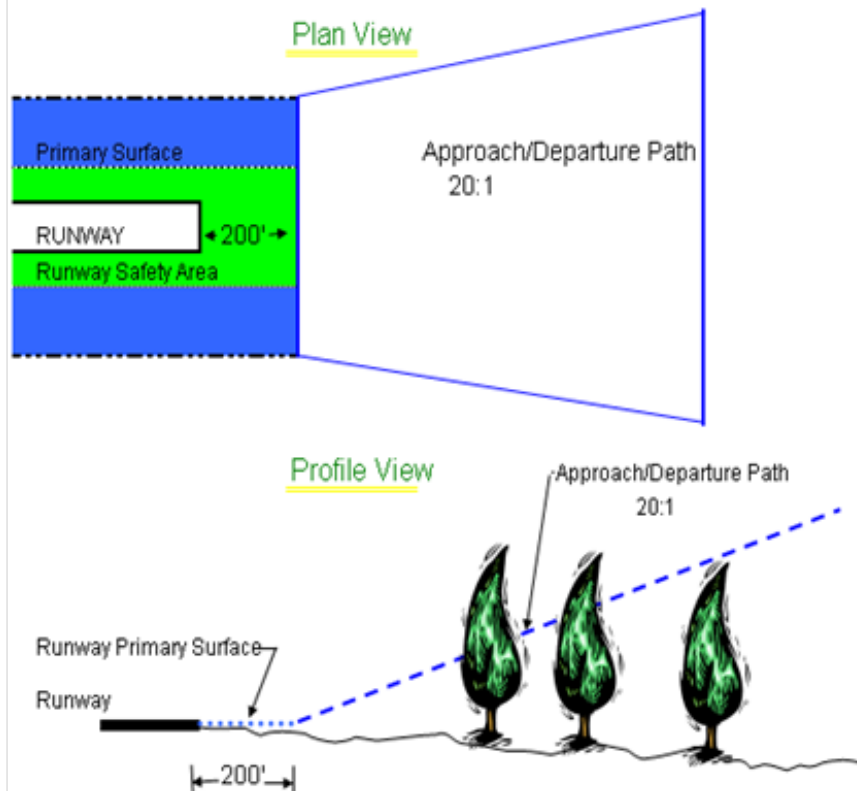 Plan View
Primary Surface
Approach/Departure Path
20:1
RUNWAY
200'
Runway Safety Area
Profile View
Approach/Departure Path
20:1
Runway Primary Surface
Runway
200'